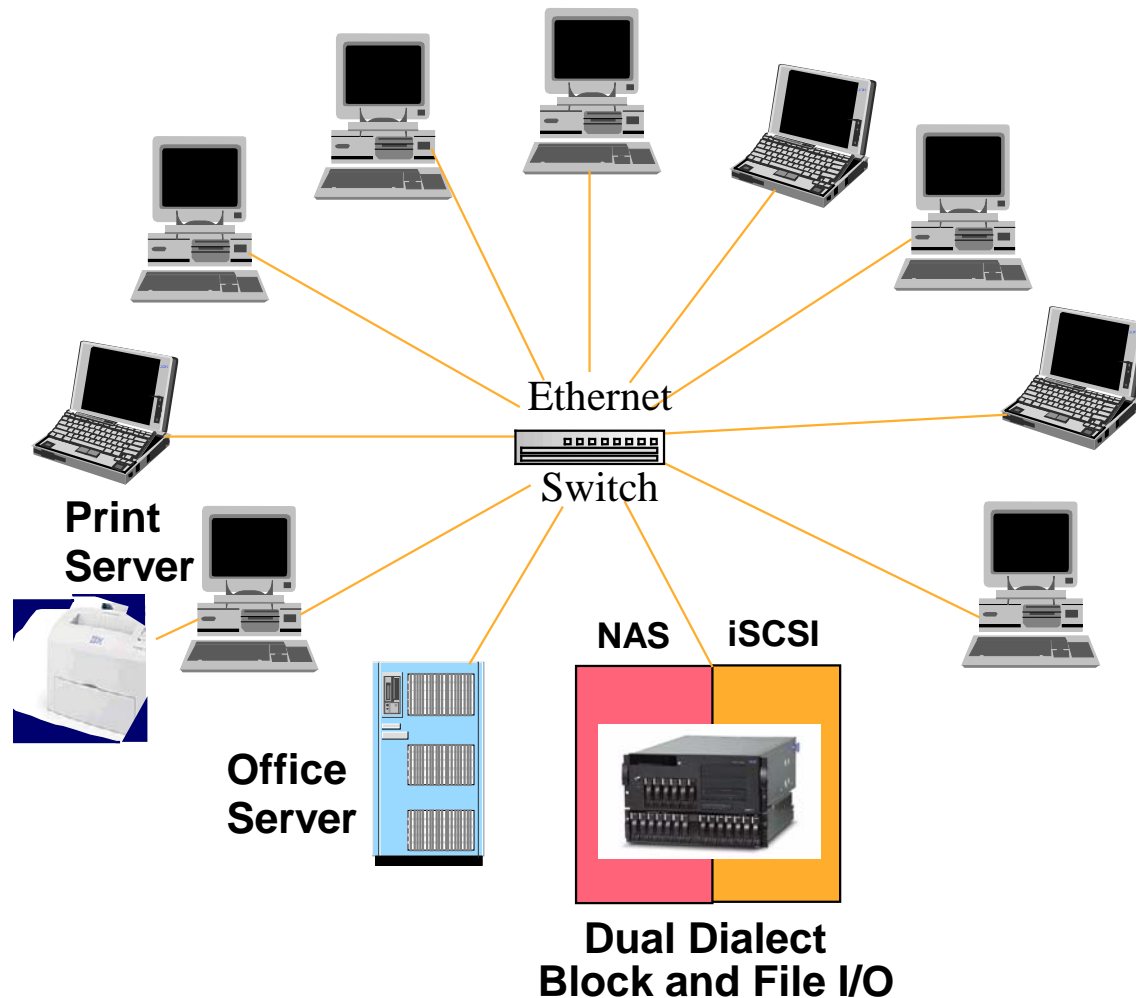 Ethernet
Switch
Print
Server
NAS
iSCSI
Office
Server
Dual Dialect
Block and File I/O